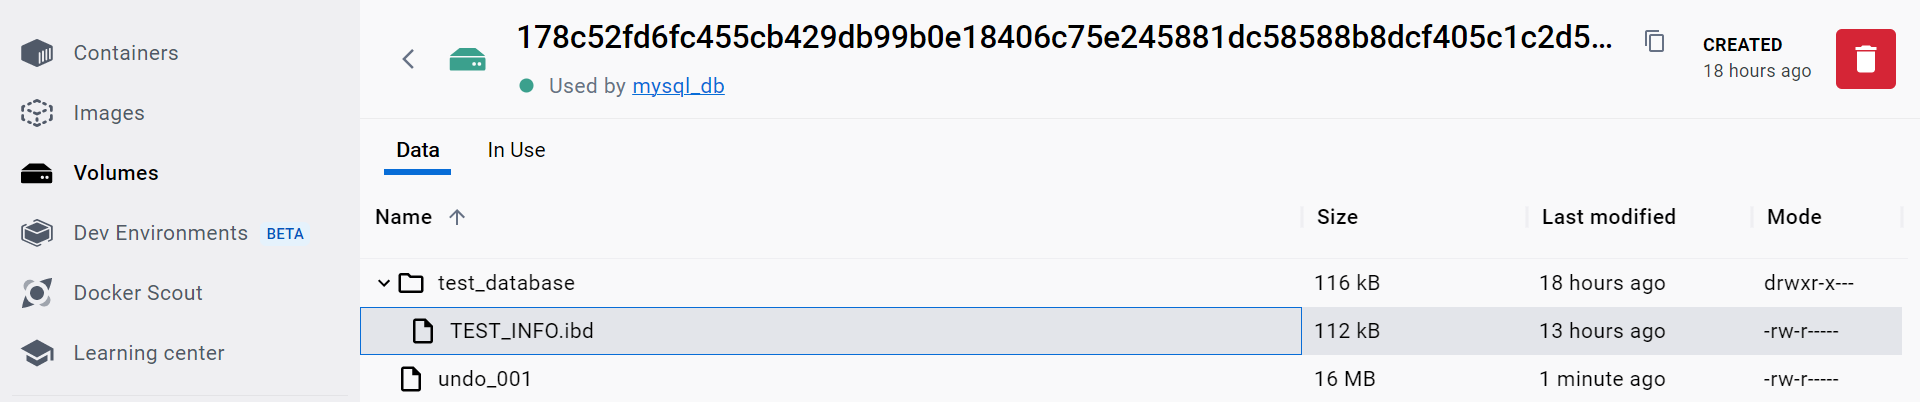 Containers
Images
Volumes
Dev Environments BETA
Docker Scout
Learning center
178c52fd6fc455cb429db99b0e18406c75e245881dc58588b8dcf405c1c2d5...
Used by mysql_db
CREATED
18 hours ago
Data In Use
Name Size Last modified Mode
test_database 116 kB 18 hours ago drwxr-x---
TEST_INFO.ibd 112 kB 13 hours ago -rw-r-----
undo_001 16 MB 1 minute ago -rw-r-----